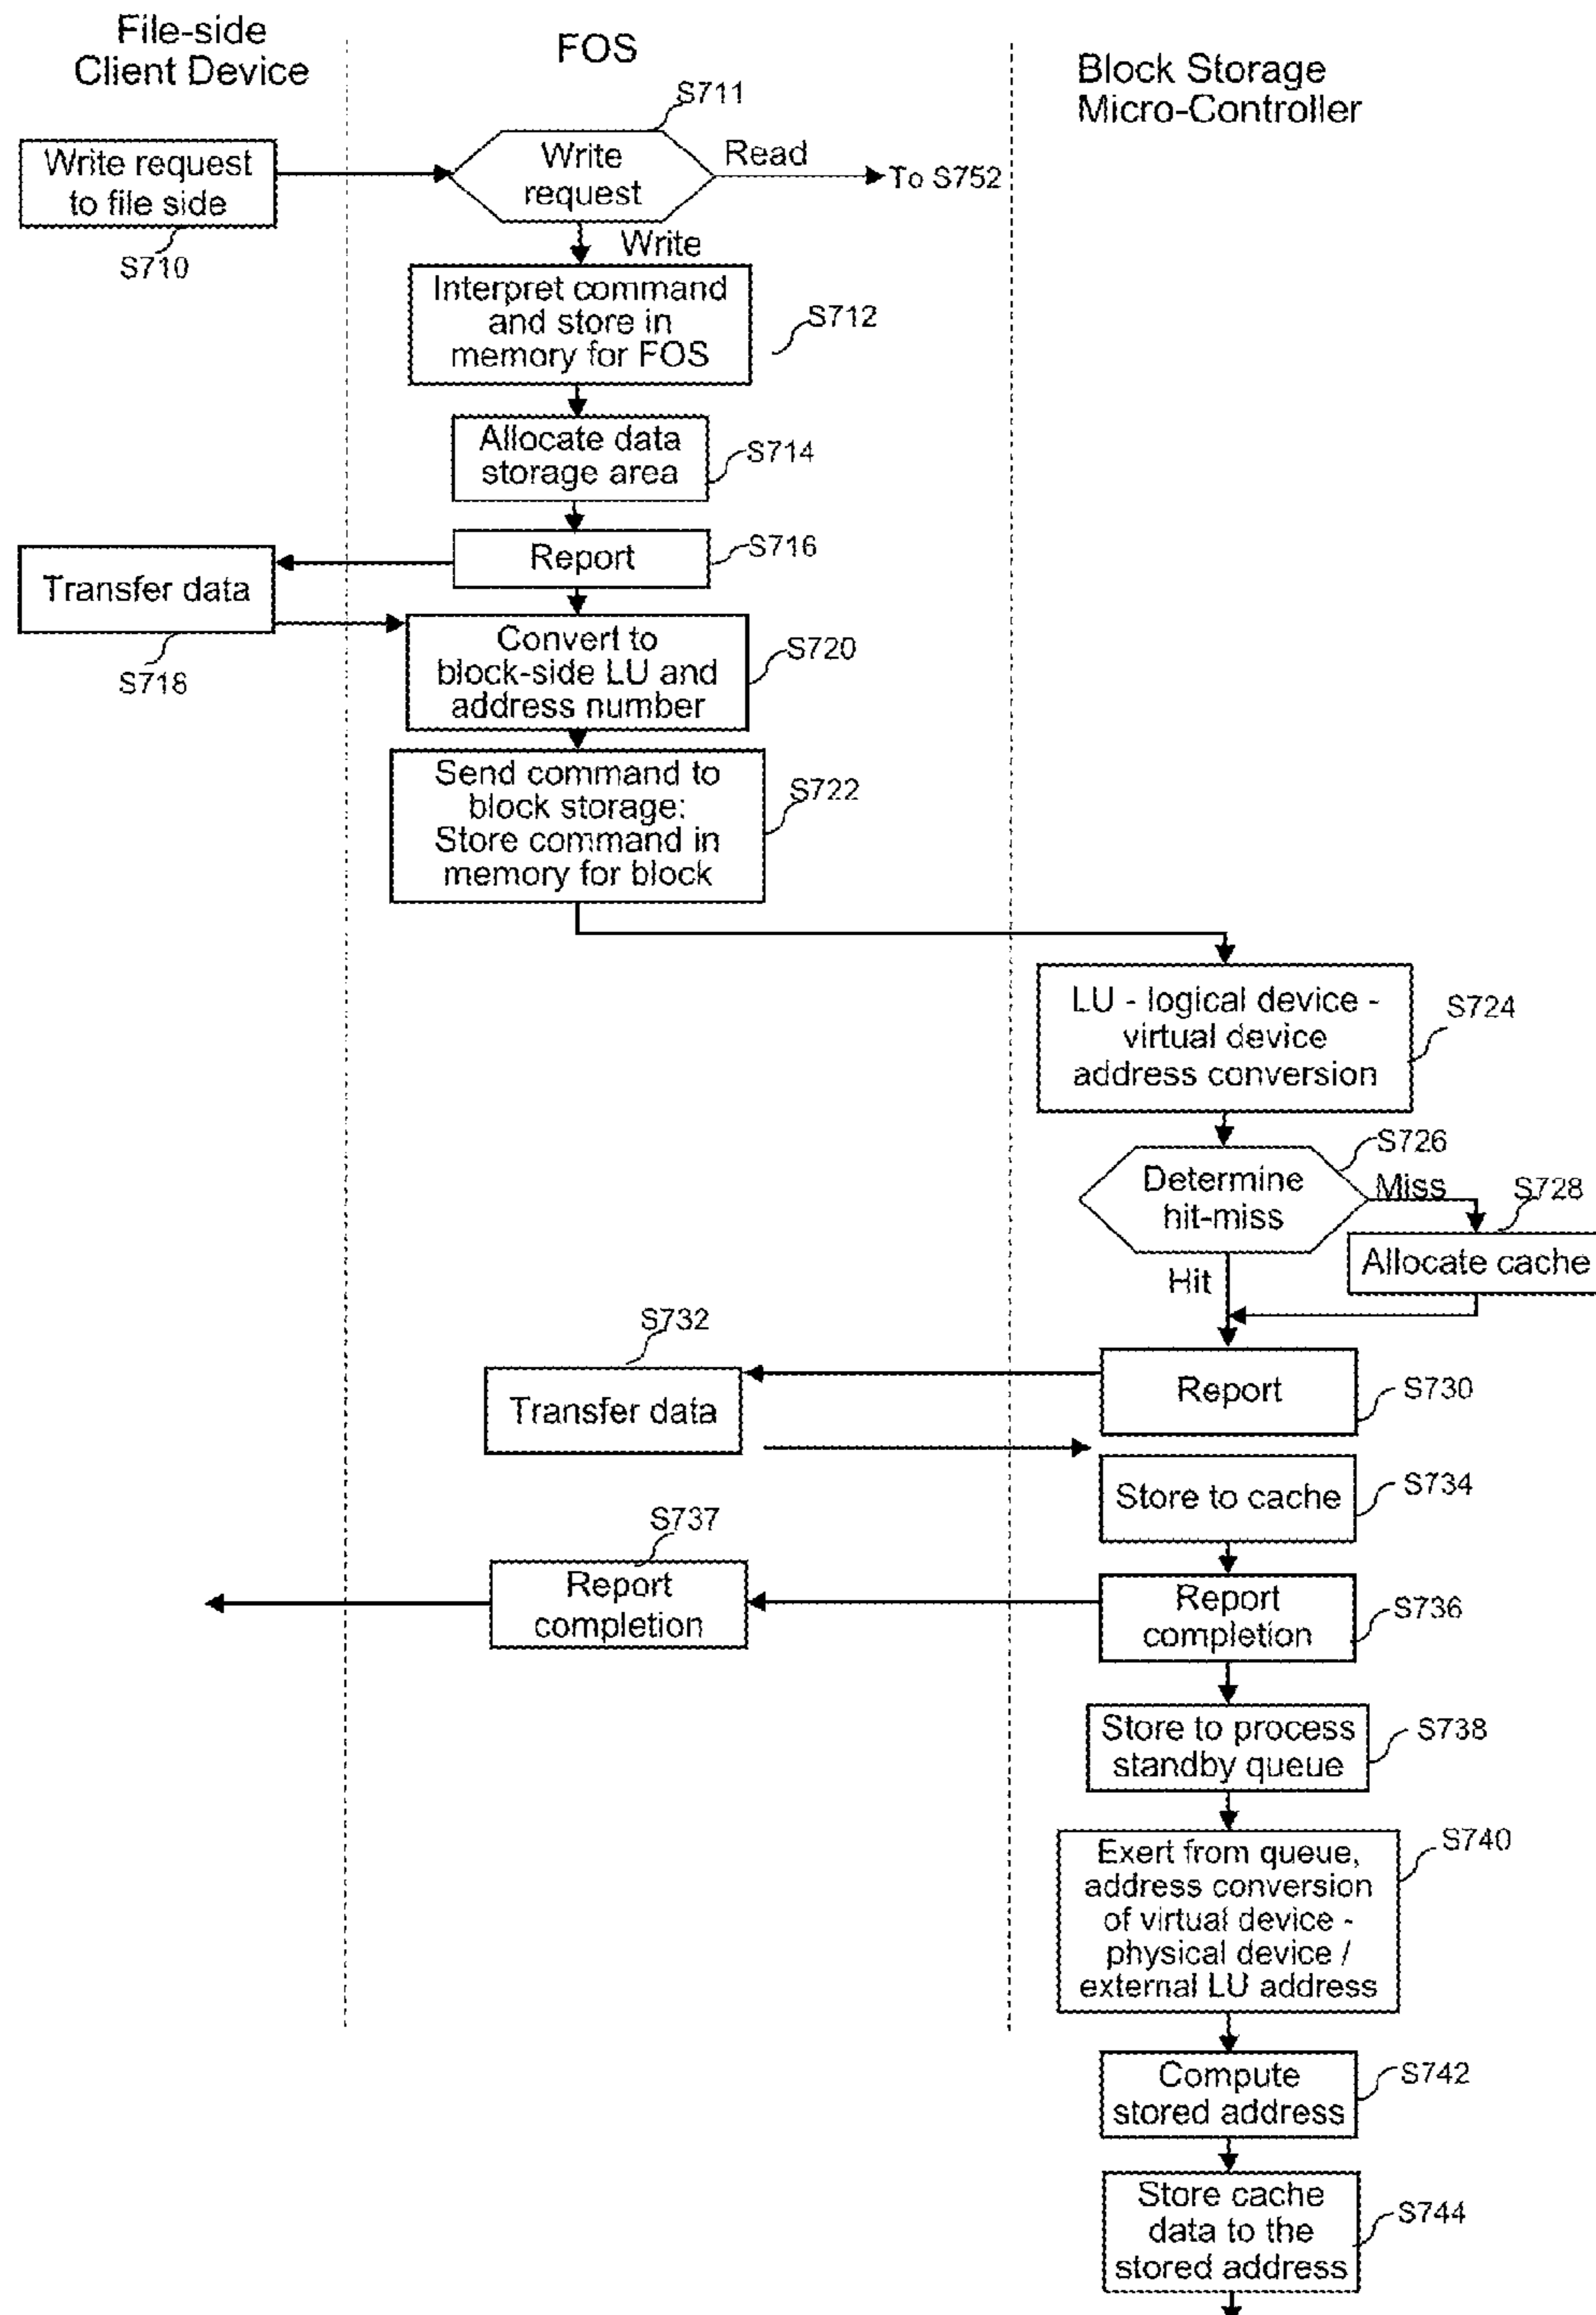 File-side
Client Device
FOS
Block Storage
Micro-Controller
S711
Write request
to file side
S710
Write
request
Read
To S752
Write
Interpret command
and store in
memory for FOS
S712
Allocate data
storage area
S714
Report
S716
Transfer data
S718
Convert to
block-side LU and
address number
S720
Send command to
block storage:
Store command in
memory for block
S722
LU - logical device -
virtual device
address conversion
S724
Determine
hit-miss
S726
Miss
S728
Allocate cache
Hit
S732
Transfer data
Report
S730
Store to cache
S734
S737
Report
completion
Report
completion
S736
Store to process
standby queue
S738
Exert from queue,
address conversion
of virtual device -
physical device /
external LU address
S740
Compute
stored address
S742
Store cache
data to the
stored address
S744